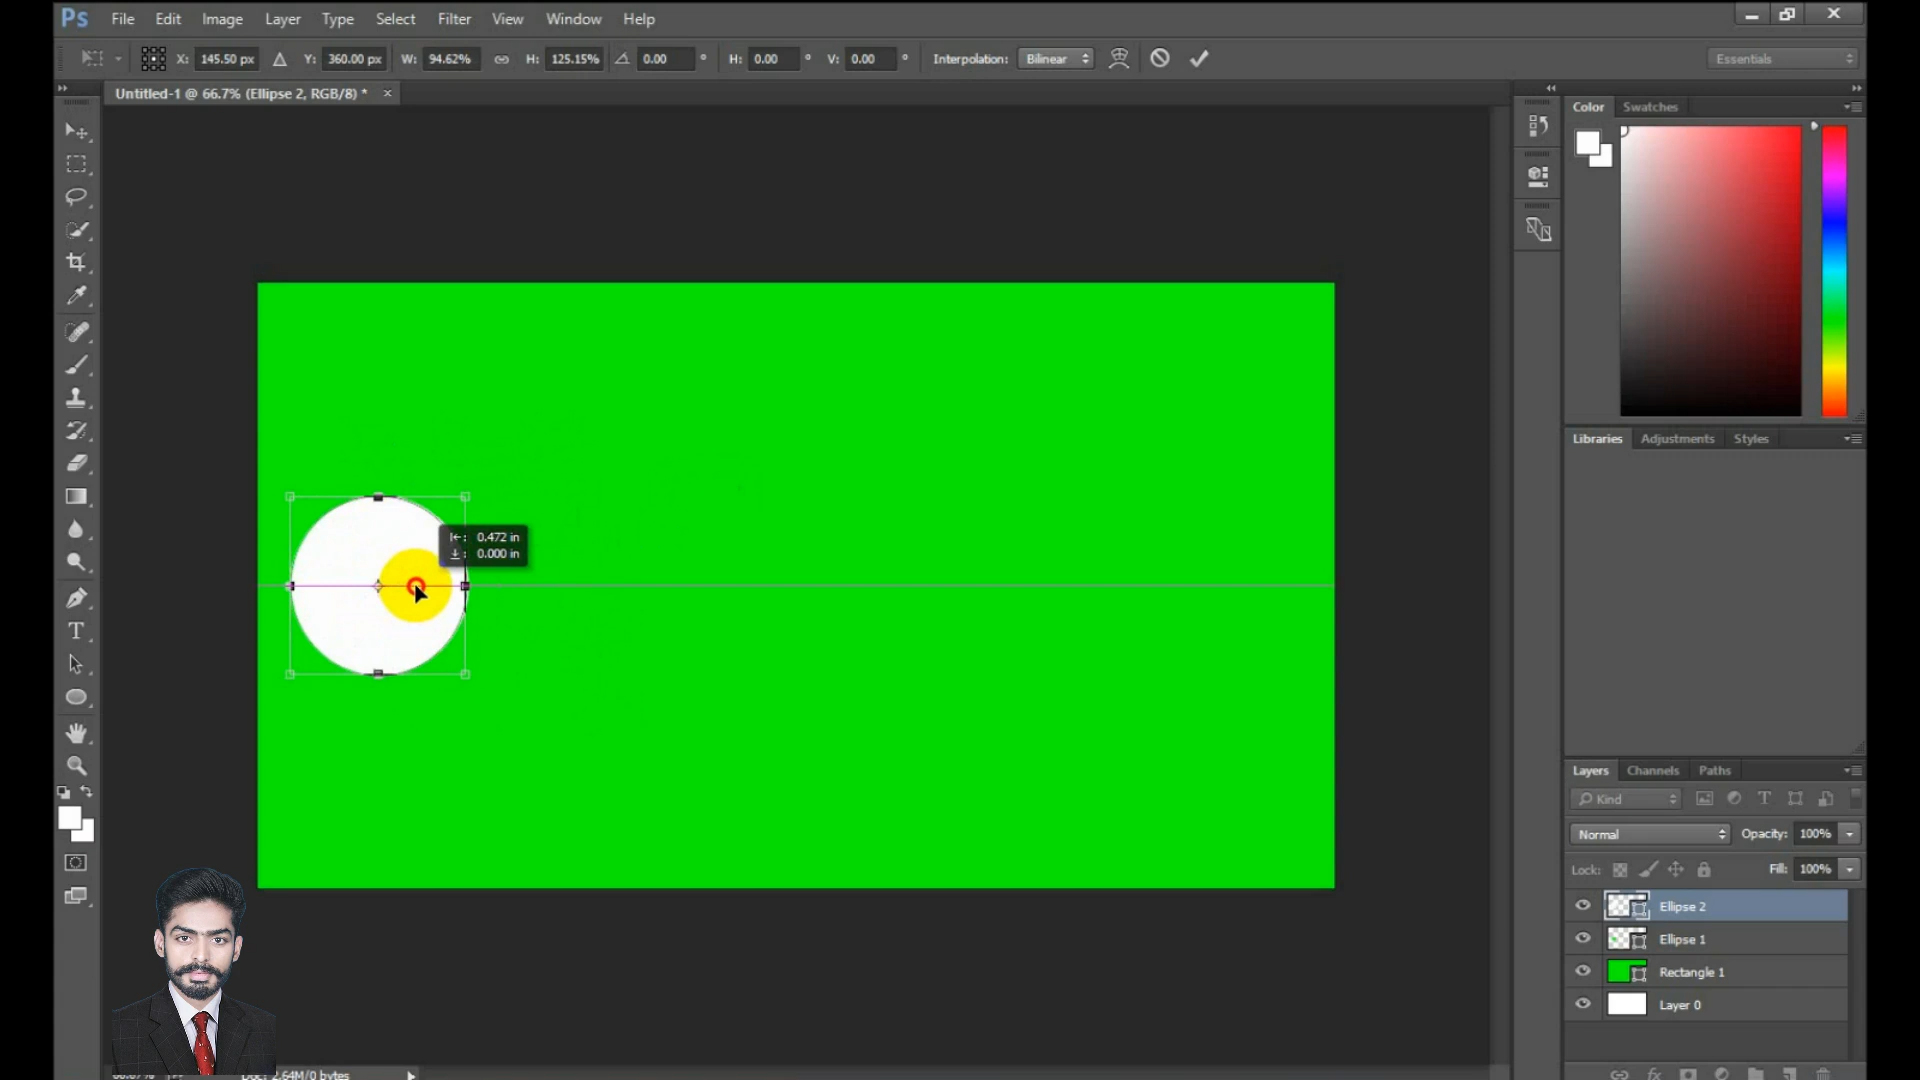 Ps File Edit Image Layer Type Select Filter View Window Help
X: 145.50 px Y: 360.00 px W: 94.62% H: 125.15% 0.00 ° H: 0.00 ° V: 0.00 ° Interpolation: Bilinear Essentials
Untitled-1 @ 66.7% (Ellipse 2, RGB/8) * ×
Color Swatches
Libraries Adjustments Styles
0.472 in
0.000 in
Layers Channels Paths
Kind
Normal Opacity: 100%
Lock: Fill: 100%
Ellipse 2
Ellipse 1
Rectangle 1
Layer 0
2.64M/0 bytes